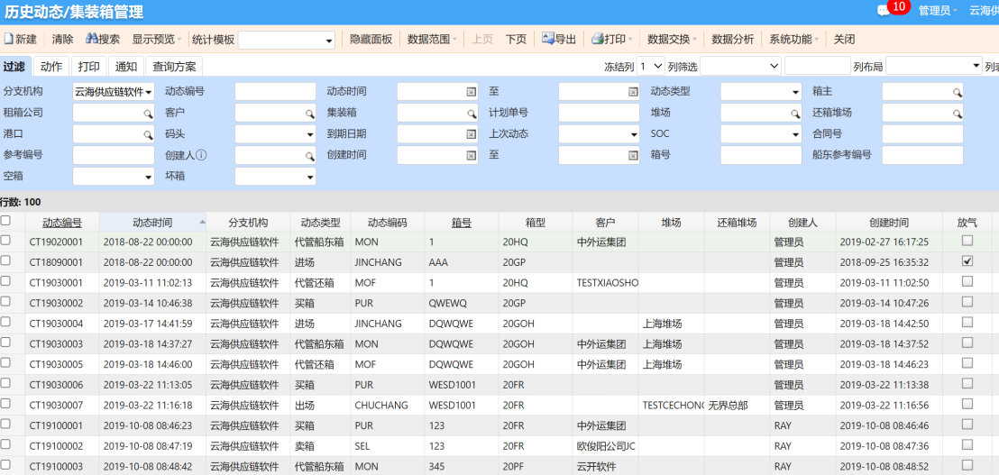 历史动态/集装箱管理 10 管理员 云海供
新建 清除 搜索 显示预览 统计模板 隐藏面板 数据范围 上页 下页 导出 打印 数据交换 数据分析 系统功能 关闭
过滤 动作 打印 通知 查询方案 冻结列 1 列筛选 列布局 列表
分支机构 云海供应链软件 动态编号 动态时间 至 动态类型 箱主
租箱公司 客户 集装箱 计划单号 堆场 还箱堆场
港口 码头 到期日期 上次动态 SOC 合同号
参考编号 创建人 创建时间 至 箱号 船东参考编号
空箱 坏箱
行数: 100
动态编号 动态时间 分支机构 动态类型 动态编码 箱号 箱型 客户 堆场 还箱堆场 创建人 创建时间 放气
CT19020001 2018-08-22 00:00:00 云海供应链软件 代管船东箱 MON 1 20HQ 中外运集团 管理员 2019-02-27 16:17:25
CT18090001 2018-08-22 00:00:00 云海供应链软件 进场 JINCHANG AAA 20GP 管理员 2018-09-25 16:35:32
CT19030001 2019-03-11 11:02:13 云海供应链软件 代管还箱 MOF 1 20HQ TESTXIAOSHO 管理员 2019-03-11 11:02:50
CT19030002 2019-03-14 10:46:38 云海供应链软件 买箱 PUR QWEWQ 20GP 管理员 2019-03-14 10:47:26
CT19030004 2019-03-17 14:41:59 云海供应链软件 进场 JINCHANG DQWQWE 20GOH 上海堆场 管理员 2019-03-18 14:42:50
CT19030003 2019-03-18 14:37:27 云海供应链软件 代管船东箱 MON DQWQWE 20GOH 中外运集团 上海堆场 管理员 2019-03-18 14:37:52
CT19030005 2019-03-18 14:46:00 云海供应链软件 代管还箱 MOF DQWQWE 20GOH 中外运集团 上海堆场 管理员 2019-03-18 14:46:23
CT19030006 2019-03-22 11:13:05 云海供应链软件 买箱 PUR WESD1001 20FR 管理员 2019-03-22 11:13:38
CT19030007 2019-03-22 11:16:18 云海供应链软件 出场 CHUCHANG WESD1001 20FR TESTCECHONG 无界总部 管理员 2019-03-22 11:16:56
CT19100001 2019-10-08 08:46:23 云海供应链软件 买箱 PUR 123 20FR 中外运集团 RAY 2019-10-08 08:46:46
CT19100002 2019-10-08 08:47:19 云海供应链软件 卖箱 SEL 123 20FR 欧俊阳公司JC RAY 2019-10-08 08:47:36
CT19100003 2019-10-08 08:48:42 云海供应链软件 代管船东箱 MON 345 20PF 云开软件 RAY 2019-10-08 08:48:52